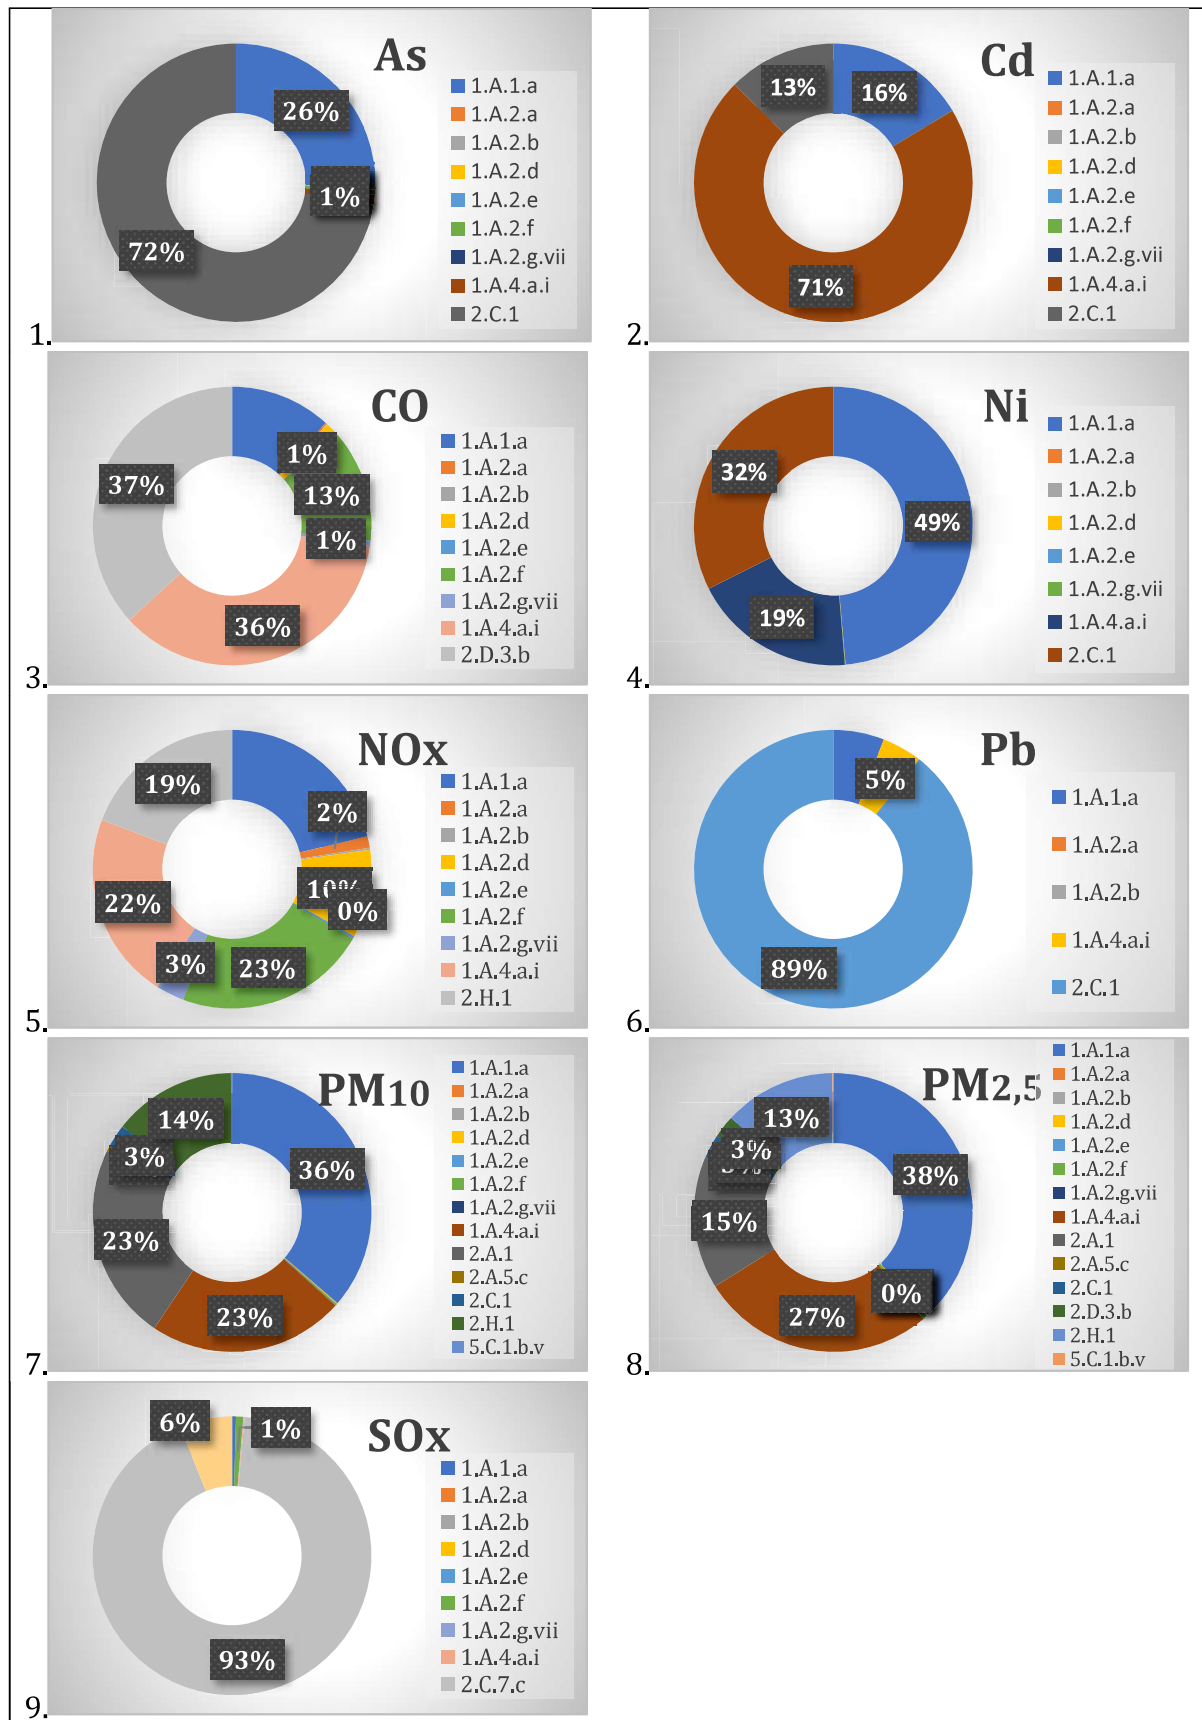 As
26%
1%
72%
1.A.1.a
1.A.2.a
1.A.2.b
1.A.2.d
1.A.2.e
1.A.2.f
1.A.2.g.vii
1.A.4.a.i
2.C.1
1.
Cd
13%
16%
71%
1.A.1.a
1.A.2.a
1.A.2.b
1.A.2.d
1.A.2.e
1.A.2.f
1.A.2.g.vii
1.A.4.a.i
2.C.1
2.
CO
1%
37%
13%
1%
36%
1.A.1.a
1.A.2.a
1.A.2.b
1.A.2.d
1.A.2.e
1.A.2.f
1.A.2.g.vii
1.A.4.a.i
2.D.3.b
3.
Ni
32%
49%
19%
1.A.1.a
1.A.2.a
1.A.2.b
1.A.2.d
1.A.2.e
1.A.2.g.vii
1.A.4.a.i
2.C.1
4.
NOx
19%
2%
10%
0%
22%
3%
23%
1.A.1.a
1.A.2.a
1.A.2.b
1.A.2.d
1.A.2.e
1.A.2.f
1.A.2.g.vii
1.A.4.a.i
2.H.1
5.
Pb
5%
89%
1.A.1.a
1.A.2.a
1.A.2.b
1.A.4.a.i
2.C.1
6.
PM10
14%
3%
36%
23%
23%
1.A.1.a
1.A.2.a
1.A.2.b
1.A.2.d
1.A.2.e
1.A.2.f
1.A.2.g.vii
1.A.4.a.i
2.A.1
2.A.5.c
2.C.1
2.H.1
5.C.1.b.v
7.
PM2,5
13%
3%
38%
15%
0%
27%
1.A.1.a
1.A.2.a
1.A.2.b
1.A.2.d
1.A.2.e
1.A.2.f
1.A.2.g.vii
1.A.4.a.i
2.A.1
2.A.5.c
2.C.1
2.D.3.b
2.H.1
5.C.1.b.v
8.
SOx
6%
1%
93%
1.A.1.a
1.A.2.a
1.A.2.b
1.A.2.d
1.A.2.e
1.A.2.f
1.A.2.g.vii
1.A.4.a.i
2.C.7.c
9.